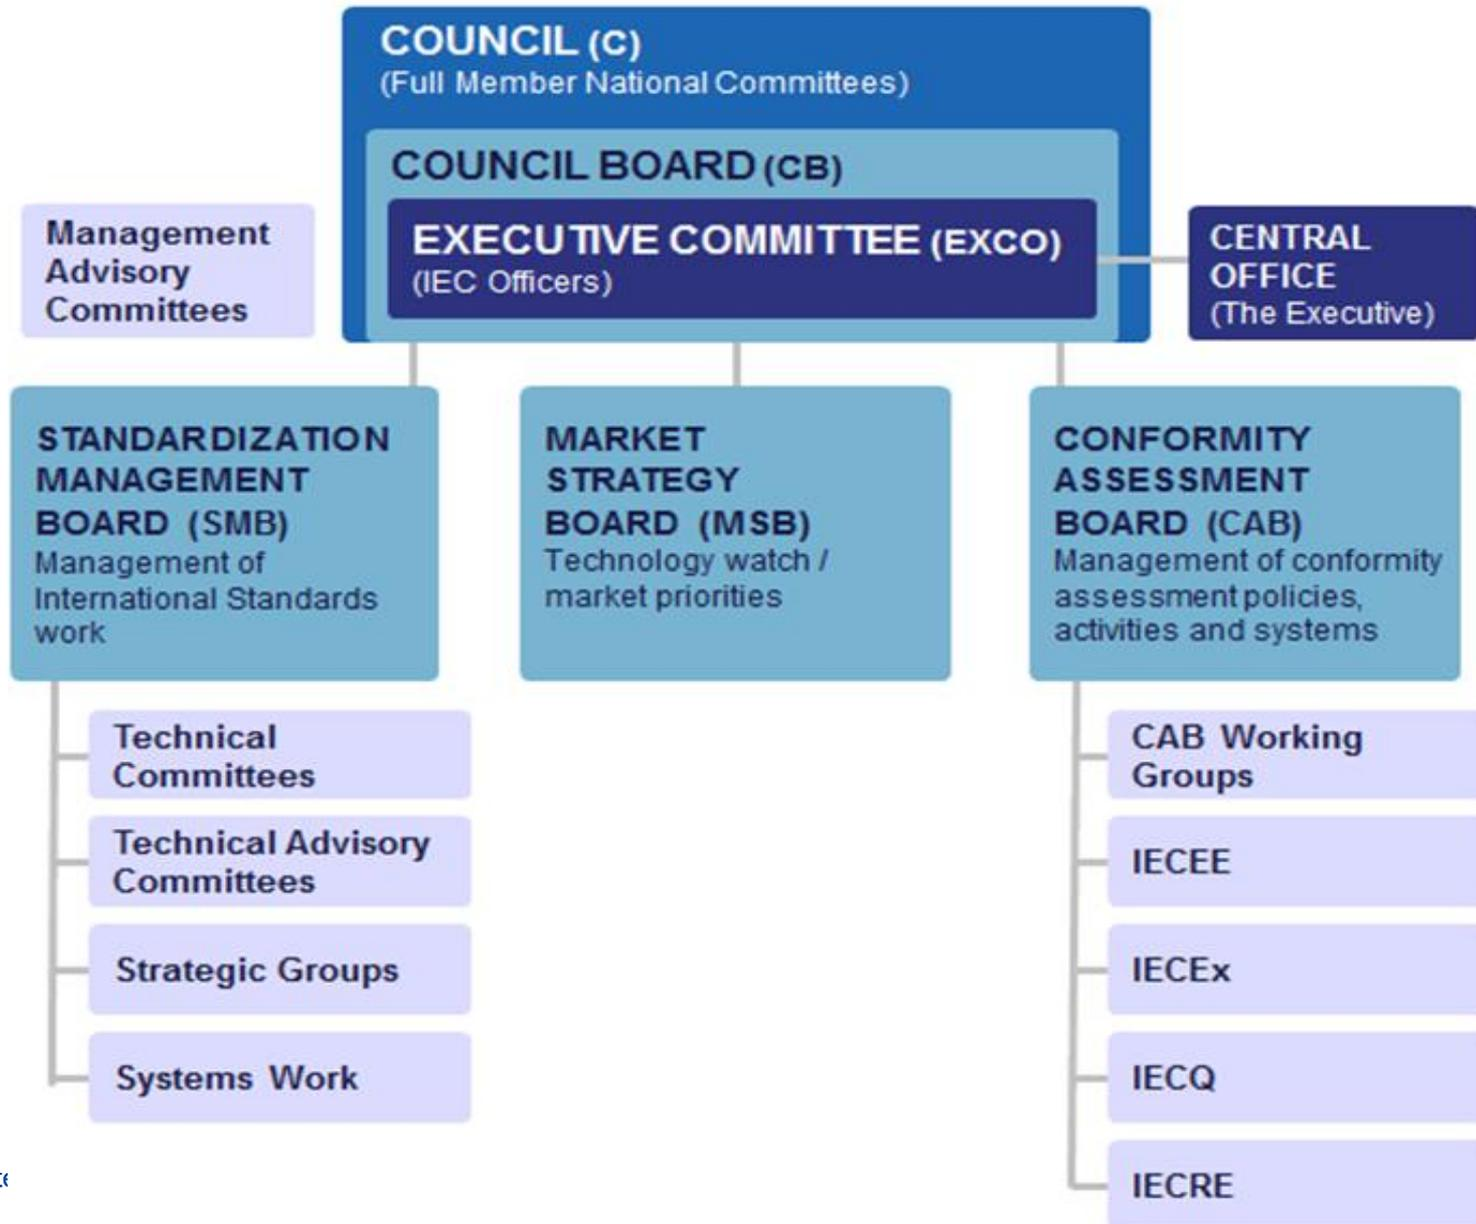 COUNCIL (C)
(Full Member National Committees)
COUNCIL BOARD (CB)
EXECUTIVE COMMITTEE (EXCO)
(IEC Officers)
Management
Advisory
Committees
CENTRAL
OFFICE
(The Executive)
STANDARDIZATION
MANAGEMENT
BOARD (SMB)
Management of
International Standards
work
MARKET
STRATEGY
BOARD (MSB)
Technology watch /
market priorities
CONFORMITY
ASSESSMENT
BOARD (CAB)
Management of conformity
assessment policies,
activities and systems
Technical
Committees
Technical Advisory
Committees
Strategic Groups
Systems Work
CAB Working
Groups
IECEE
IECEx
IECQ
IECRE